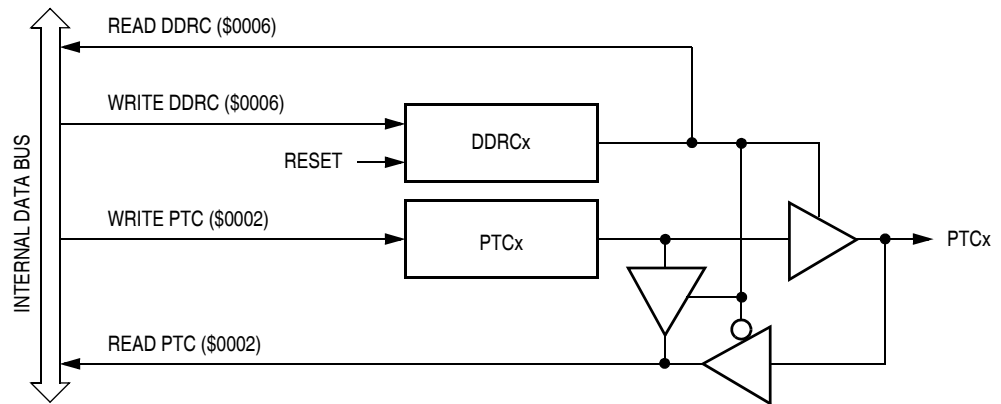 READ DDRC ($0006)
WRITE DDRC ($0006)
DDRCx
RESET
INTERNAL DATA BUS
WRITE PTC ($0002)
PTCx
PTCx
READ PTC ($0002)